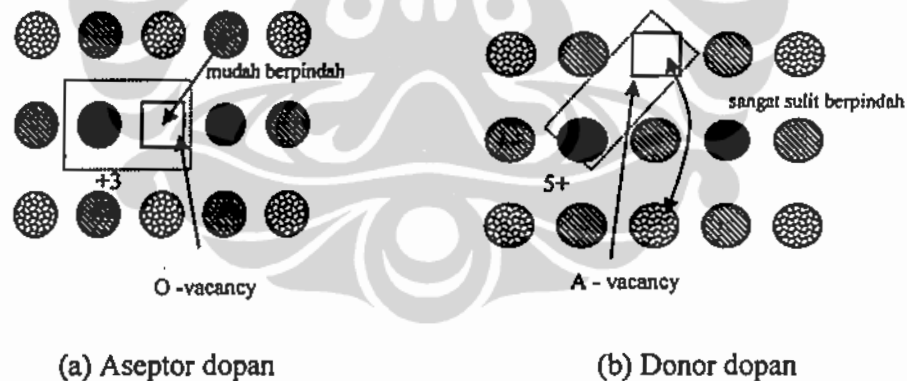 mudah berpindah
+3
O -vacancy
(a) Aseptor dopan
sangat sulit berpindah
5+
A - vacancy
(b) Donor dopan